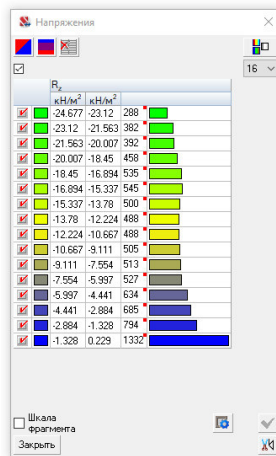 Напряжения
16
Rz
кН/м² кН/м²
-24.677 -23.12 288
-23.12 -21.563 382
-21.563 -20.007 392
-20.007 -18.45 458
-18.45 -16.894 535
-16.894 -15.337 545
-15.337 -13.78 500
-13.78 -12.224 488
-12.224 -10.667 488
-10.667 -9.111 505
-9.111 -7.554 513
-7.554 -5.997 527
-5.997 -4.441 634
-4.441 -2.884 685
-2.884 -1.328 794
-1.328 0.229 1332
Шкала
фрагмента
Закрыть